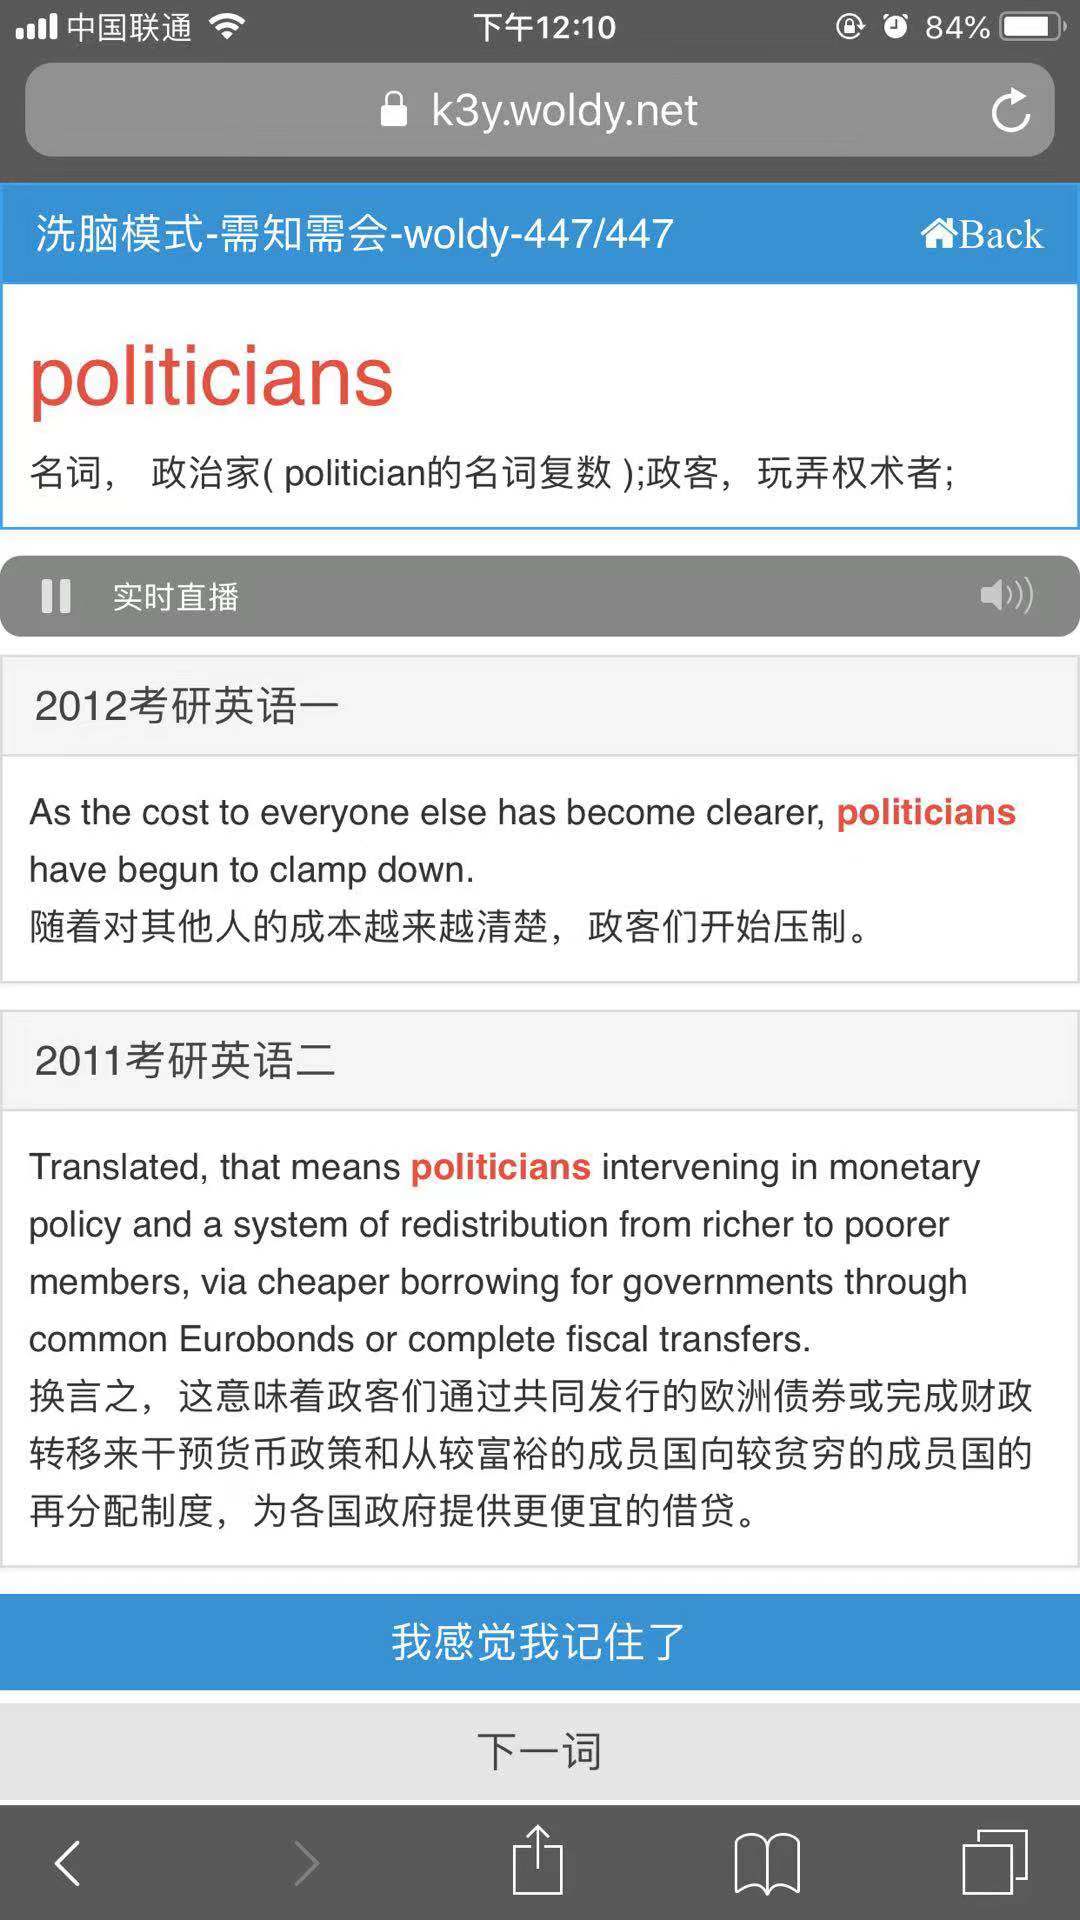 中国联通 下午12:10 84%
k3y.woldy.net
洗脑模式-需知需会-woldy-447/447 Back
politicians
名词， 政治家( politician的名词复数 );政客，玩弄权术者;
实时直播
2012考研英语一
As the cost to everyone else has become clearer, politicians
have begun to clamp down.
随着对其他人的成本越来越清楚，政客们开始压制。
2011考研英语二
Translated, that means politicians intervening in monetary
policy and a system of redistribution from richer to poorer
members, via cheaper borrowing for governments through
common Eurobonds or complete fiscal transfers.
换言之，这意味着政客们通过共同发行的欧洲债券或完成财政
转移来干预货币政策和从较富裕的成员国向较贫穷的成员国的
再分配制度，为各国政府提供更便宜的借贷。
我感觉我记住了
下一词